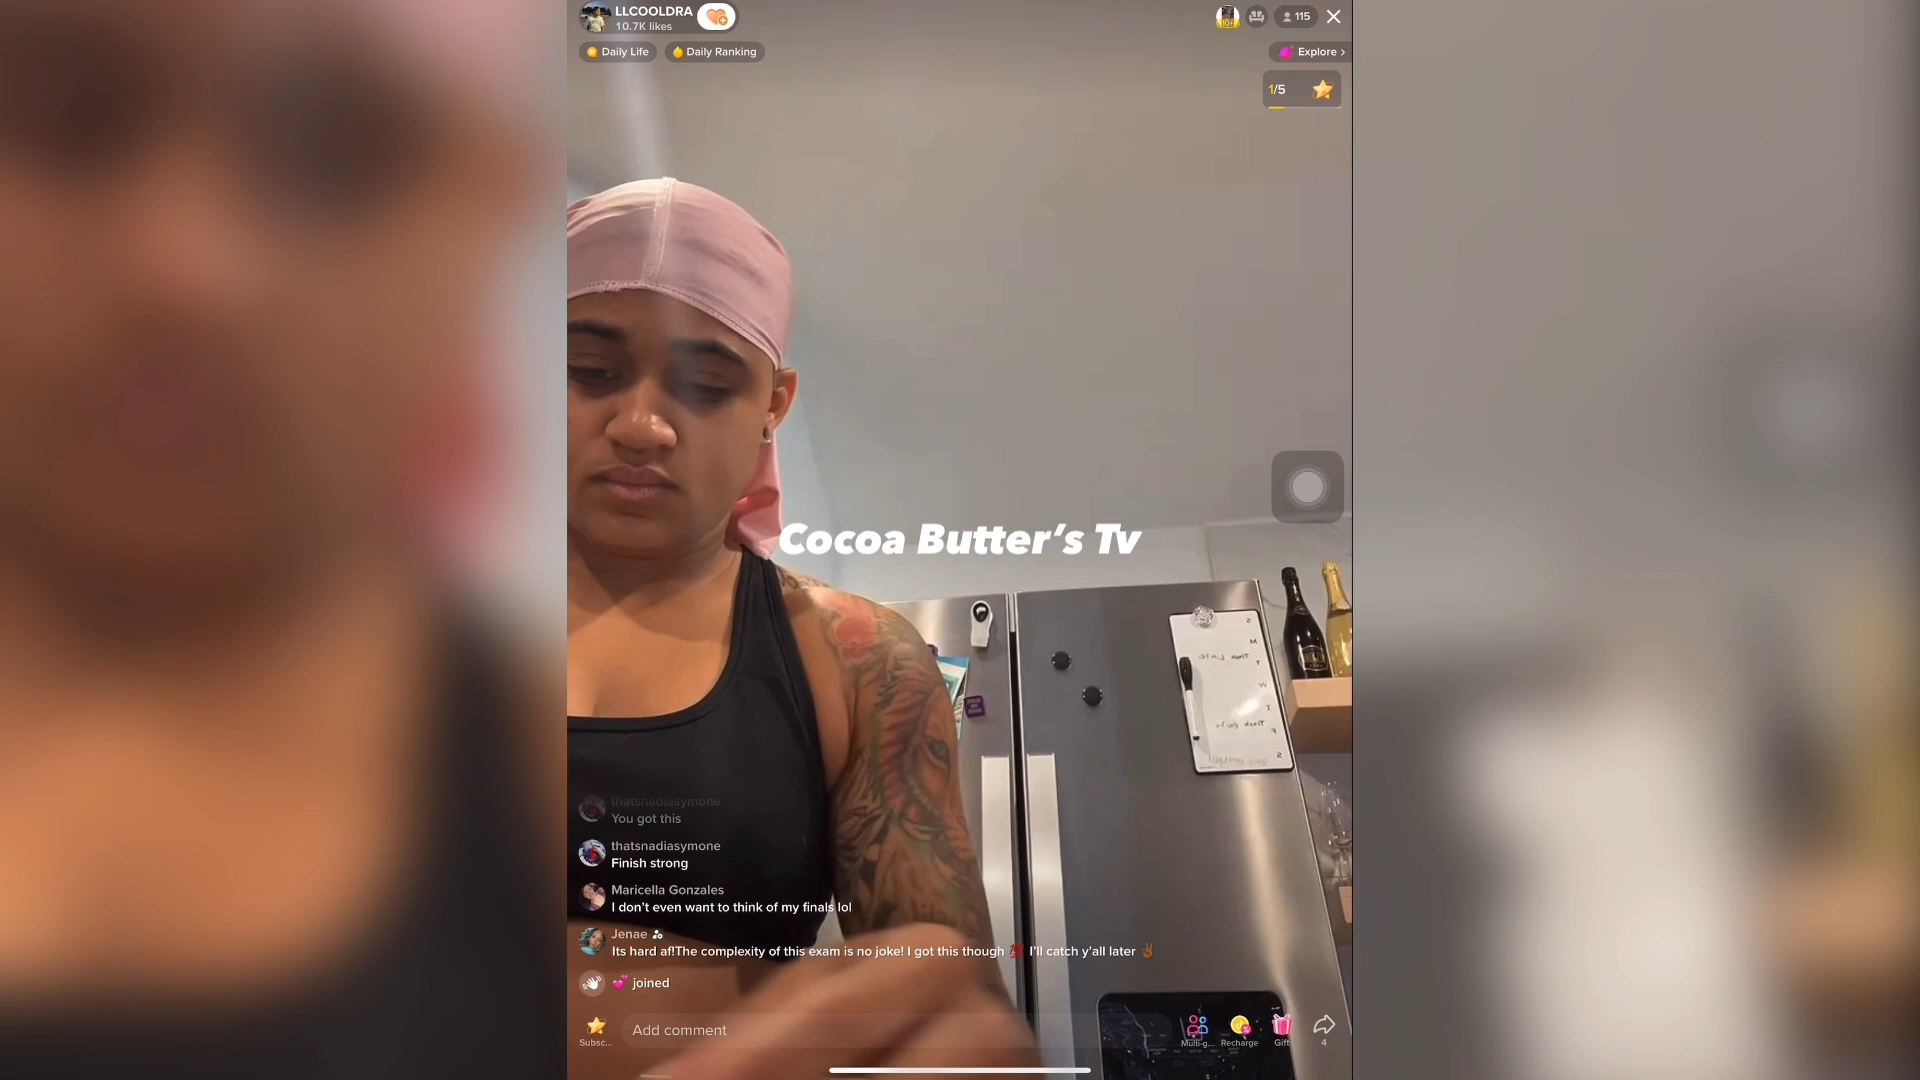 LLCOOLDRA
10.7K likes
115
Daily Life
Daily Ranking
Explore ›
1/5
Cocoa Butter's Tv
S
M
T
W
T
F
S
thatsnadiasymone
You got this
thatsnadiasymone
Finish strong
Maricella Gonzales
I don't even want to think of my finals lol
Jenae
Its hard af!The complexity of this exam is no joke! I got this though 💯 I'll catch y'all later ✌🏾
💕 joined
Add comment
Subsc...
Multi-g...
Recharge
Gift
4